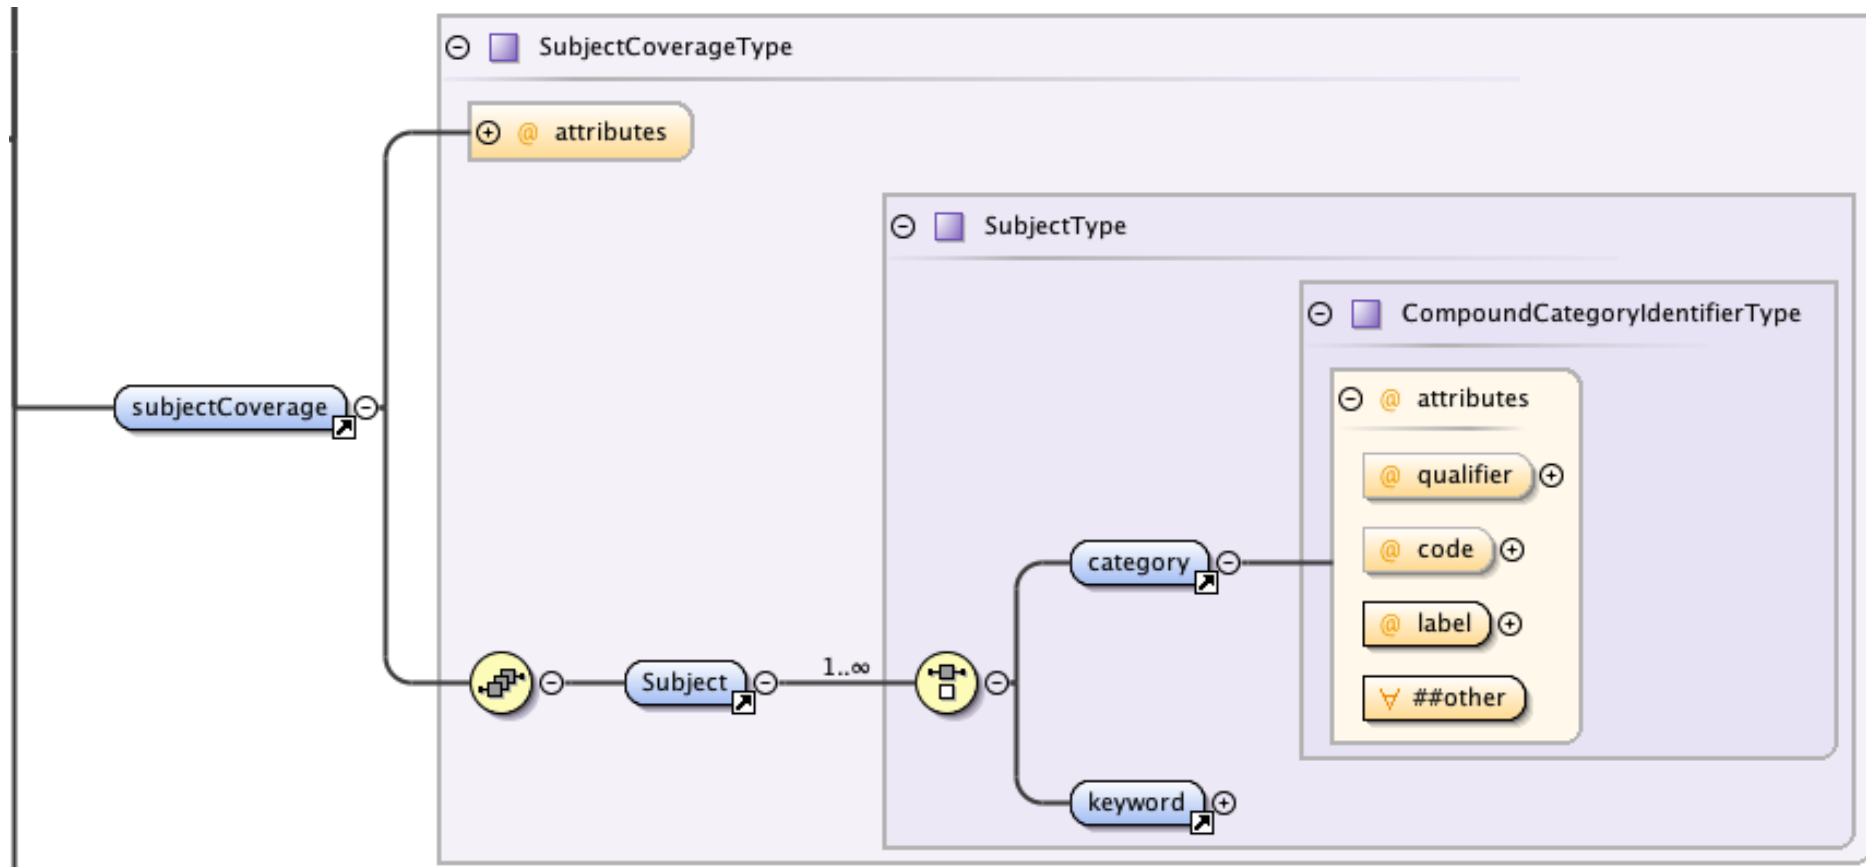 SubjectCoverageType
@ attributes
SubjectType
CompoundCategoryIdentifierType
subjectCoverage
@ attributes
@ qualifier
@ code
category
@ label
Subject
1..∞
∀ ##other
keyword